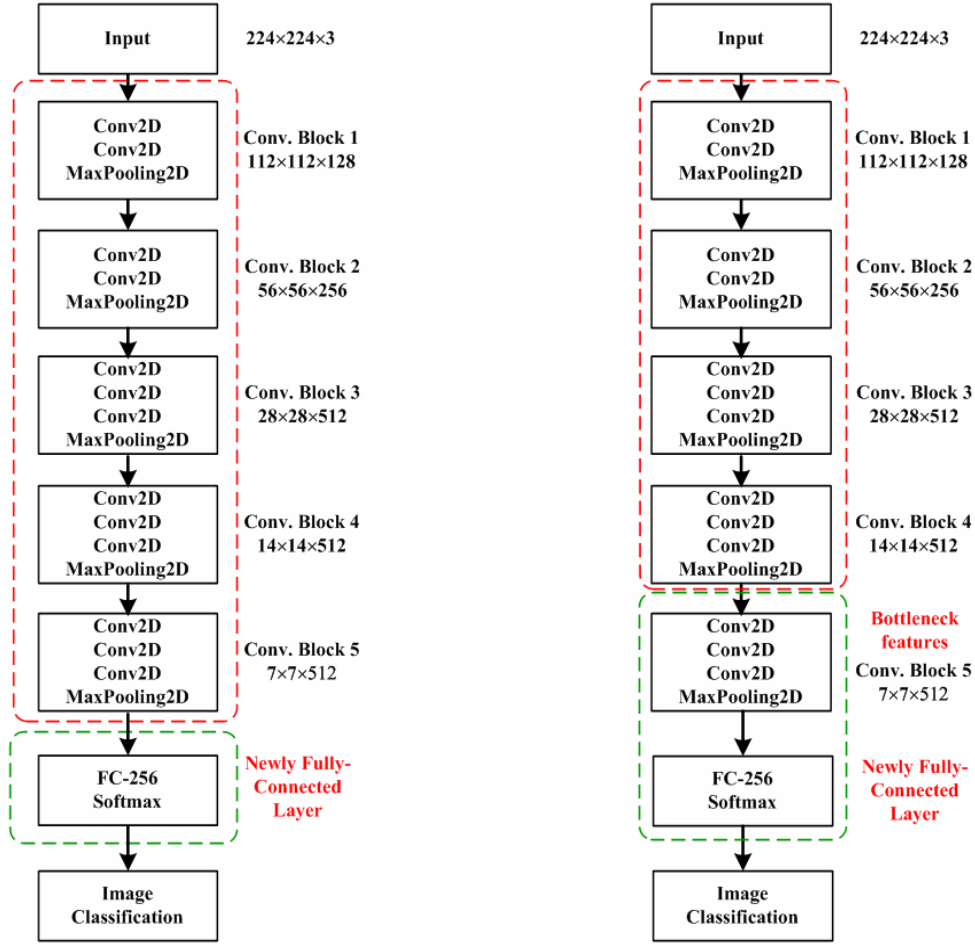 Input
224×224×3
Conv2D
Conv2D
MaxPooling2D
Conv. Block 1
112×112×128
Conv2D
Conv2D
MaxPooling2D
Conv. Block 2
56×56×256
Conv2D
Conv2D
Conv2D
MaxPooling2D
Conv. Block 3
28×28×512
Conv2D
Conv2D
Conv2D
MaxPooling2D
Conv. Block 4
14×14×512
Conv2D
Conv2D
Conv2D
MaxPooling2D
Conv. Block 5
7×7×512
FC-256
Softmax
Newly Fully-
Connected
Layer
Image
Classification
Input
224×224×3
Conv2D
Conv2D
MaxPooling2D
Conv. Block 1
112×112×128
Conv2D
Conv2D
MaxPooling2D
Conv. Block 2
56×56×256
Conv2D
Conv2D
Conv2D
MaxPooling2D
Conv. Block 3
28×28×512
Conv2D
Conv2D
Conv2D
MaxPooling2D
Conv. Block 4
14×14×512
Conv2D
Conv2D
Conv2D
MaxPooling2D
Bottleneck
features
Conv. Block 5
7×7×512
FC-256
Softmax
Newly Fully-
Connected
Layer
Image
Classification